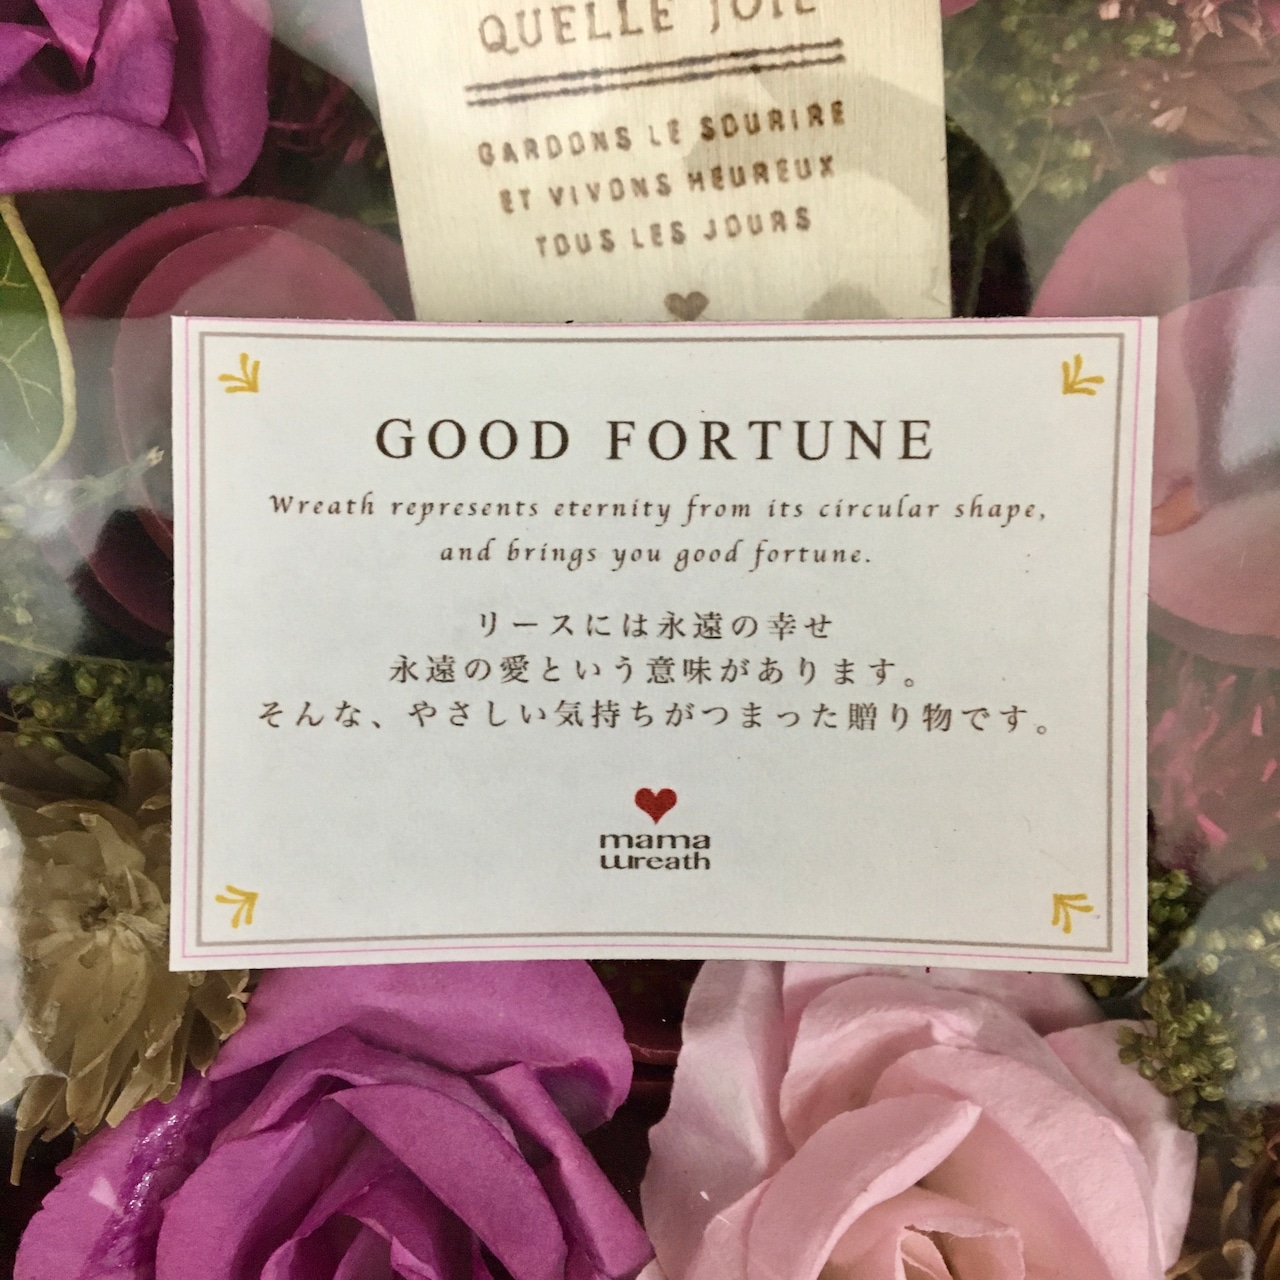 QUELLE JOIE
GARDONS LE SOURIRE
ET VIVONS HEUREUX
TOUS LES JOURS
GOOD FORTUNE
Wreath represents eternity from its circular shape,
and brings you good fortune.
リースには永遠の幸せ
永遠の愛という意味があります。
そんな、やさしい気持ちがつまった贈り物です。
mama
wreath